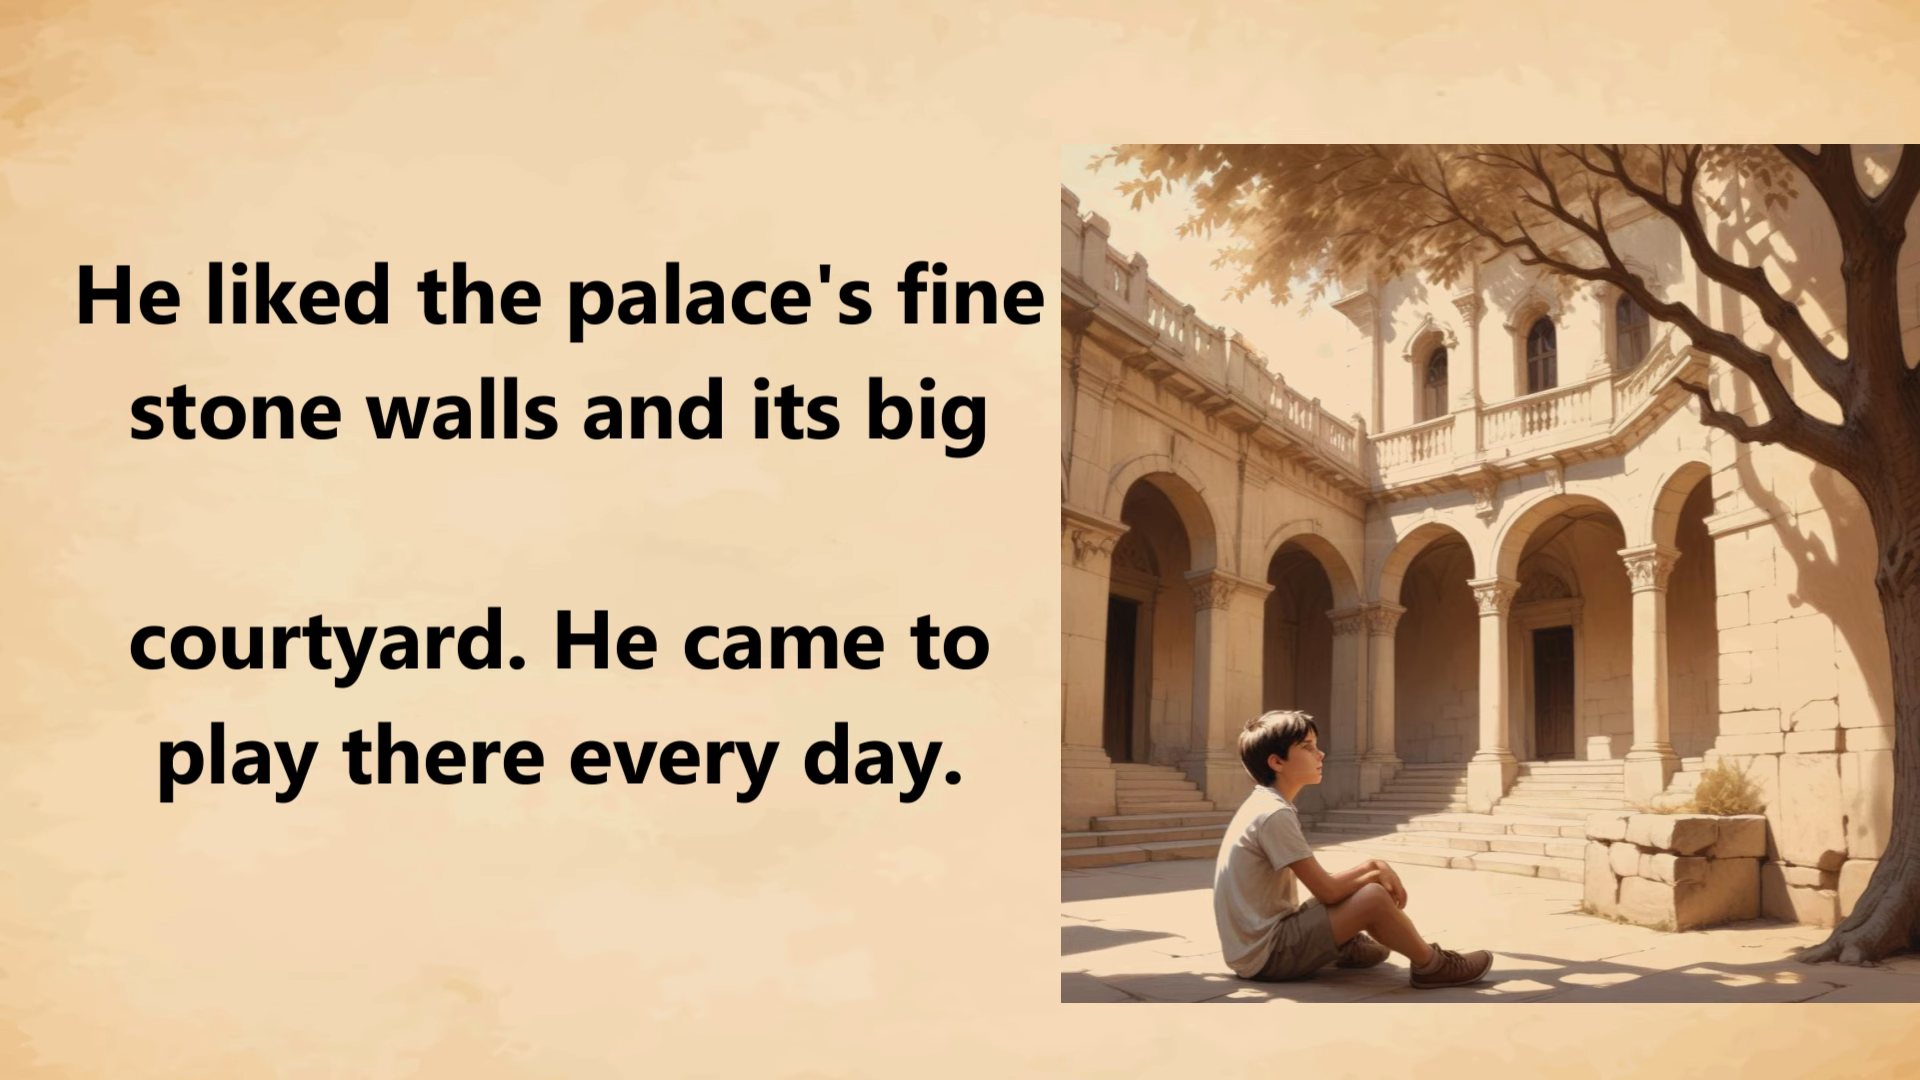 He liked the palace's fine
stone walls and its big
courtyard. He came to
play there every day.